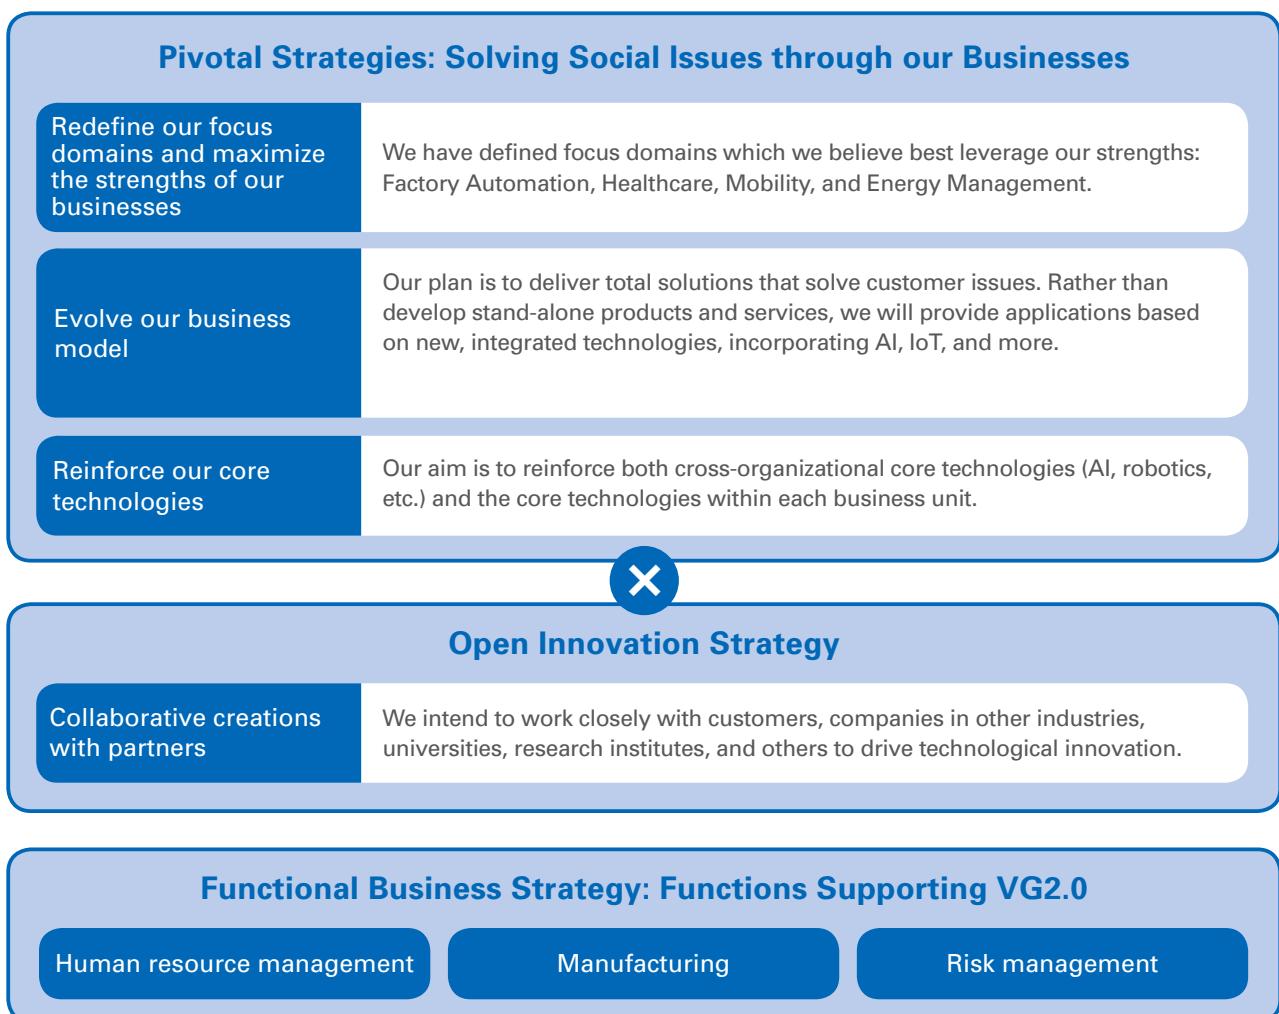 Pivotal Strategies: Solving Social Issues through our Businesses
Redefine our focus
domains and maximize
the strengths of our
businesses
We have defined focus domains which we believe best leverage our strengths:
Factory Automation, Healthcare, Mobility, and Energy Management.
Evolve our business
model
Our plan is to deliver total solutions that solve customer issues. Rather than
develop stand-alone products and services, we will provide applications based
on new, integrated technologies, incorporating AI, IoT, and more.
Reinforce our core
technologies
Our aim is to reinforce both cross-organizational core technologies (AI, robotics,
etc.) and the core technologies within each business unit.
×
Open Innovation Strategy
Collaborative creations
with partners
We intend to work closely with customers, companies in other industries,
universities, research institutes, and others to drive technological innovation.
Functional Business Strategy: Functions Supporting VG2.0
Human resource management
Manufacturing
Risk management